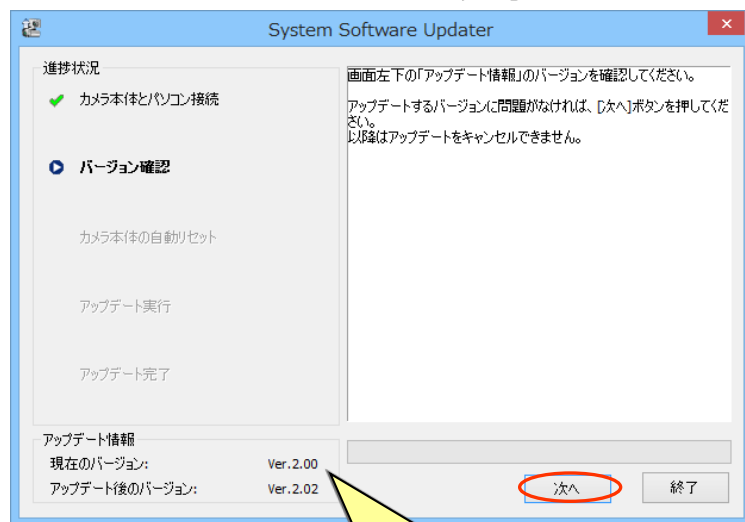 System Software Updater
進捗状況
カメラ本体とパソコン接続
バージョン確認
カメラ本体の自動リセット
アップデート実行
アップデート完了
画面左下の「アップデート情報」のバージョンを確認してください。
アップデートするバージョンに問題がなければ、[次へ]ボタンを押してくだ
さい。
以降はアップデートをキャンセルできません。
アップデート情報
現在のバージョン: Ver.2.00
アップデート後のバージョン: Ver.2.02
次へ
終了